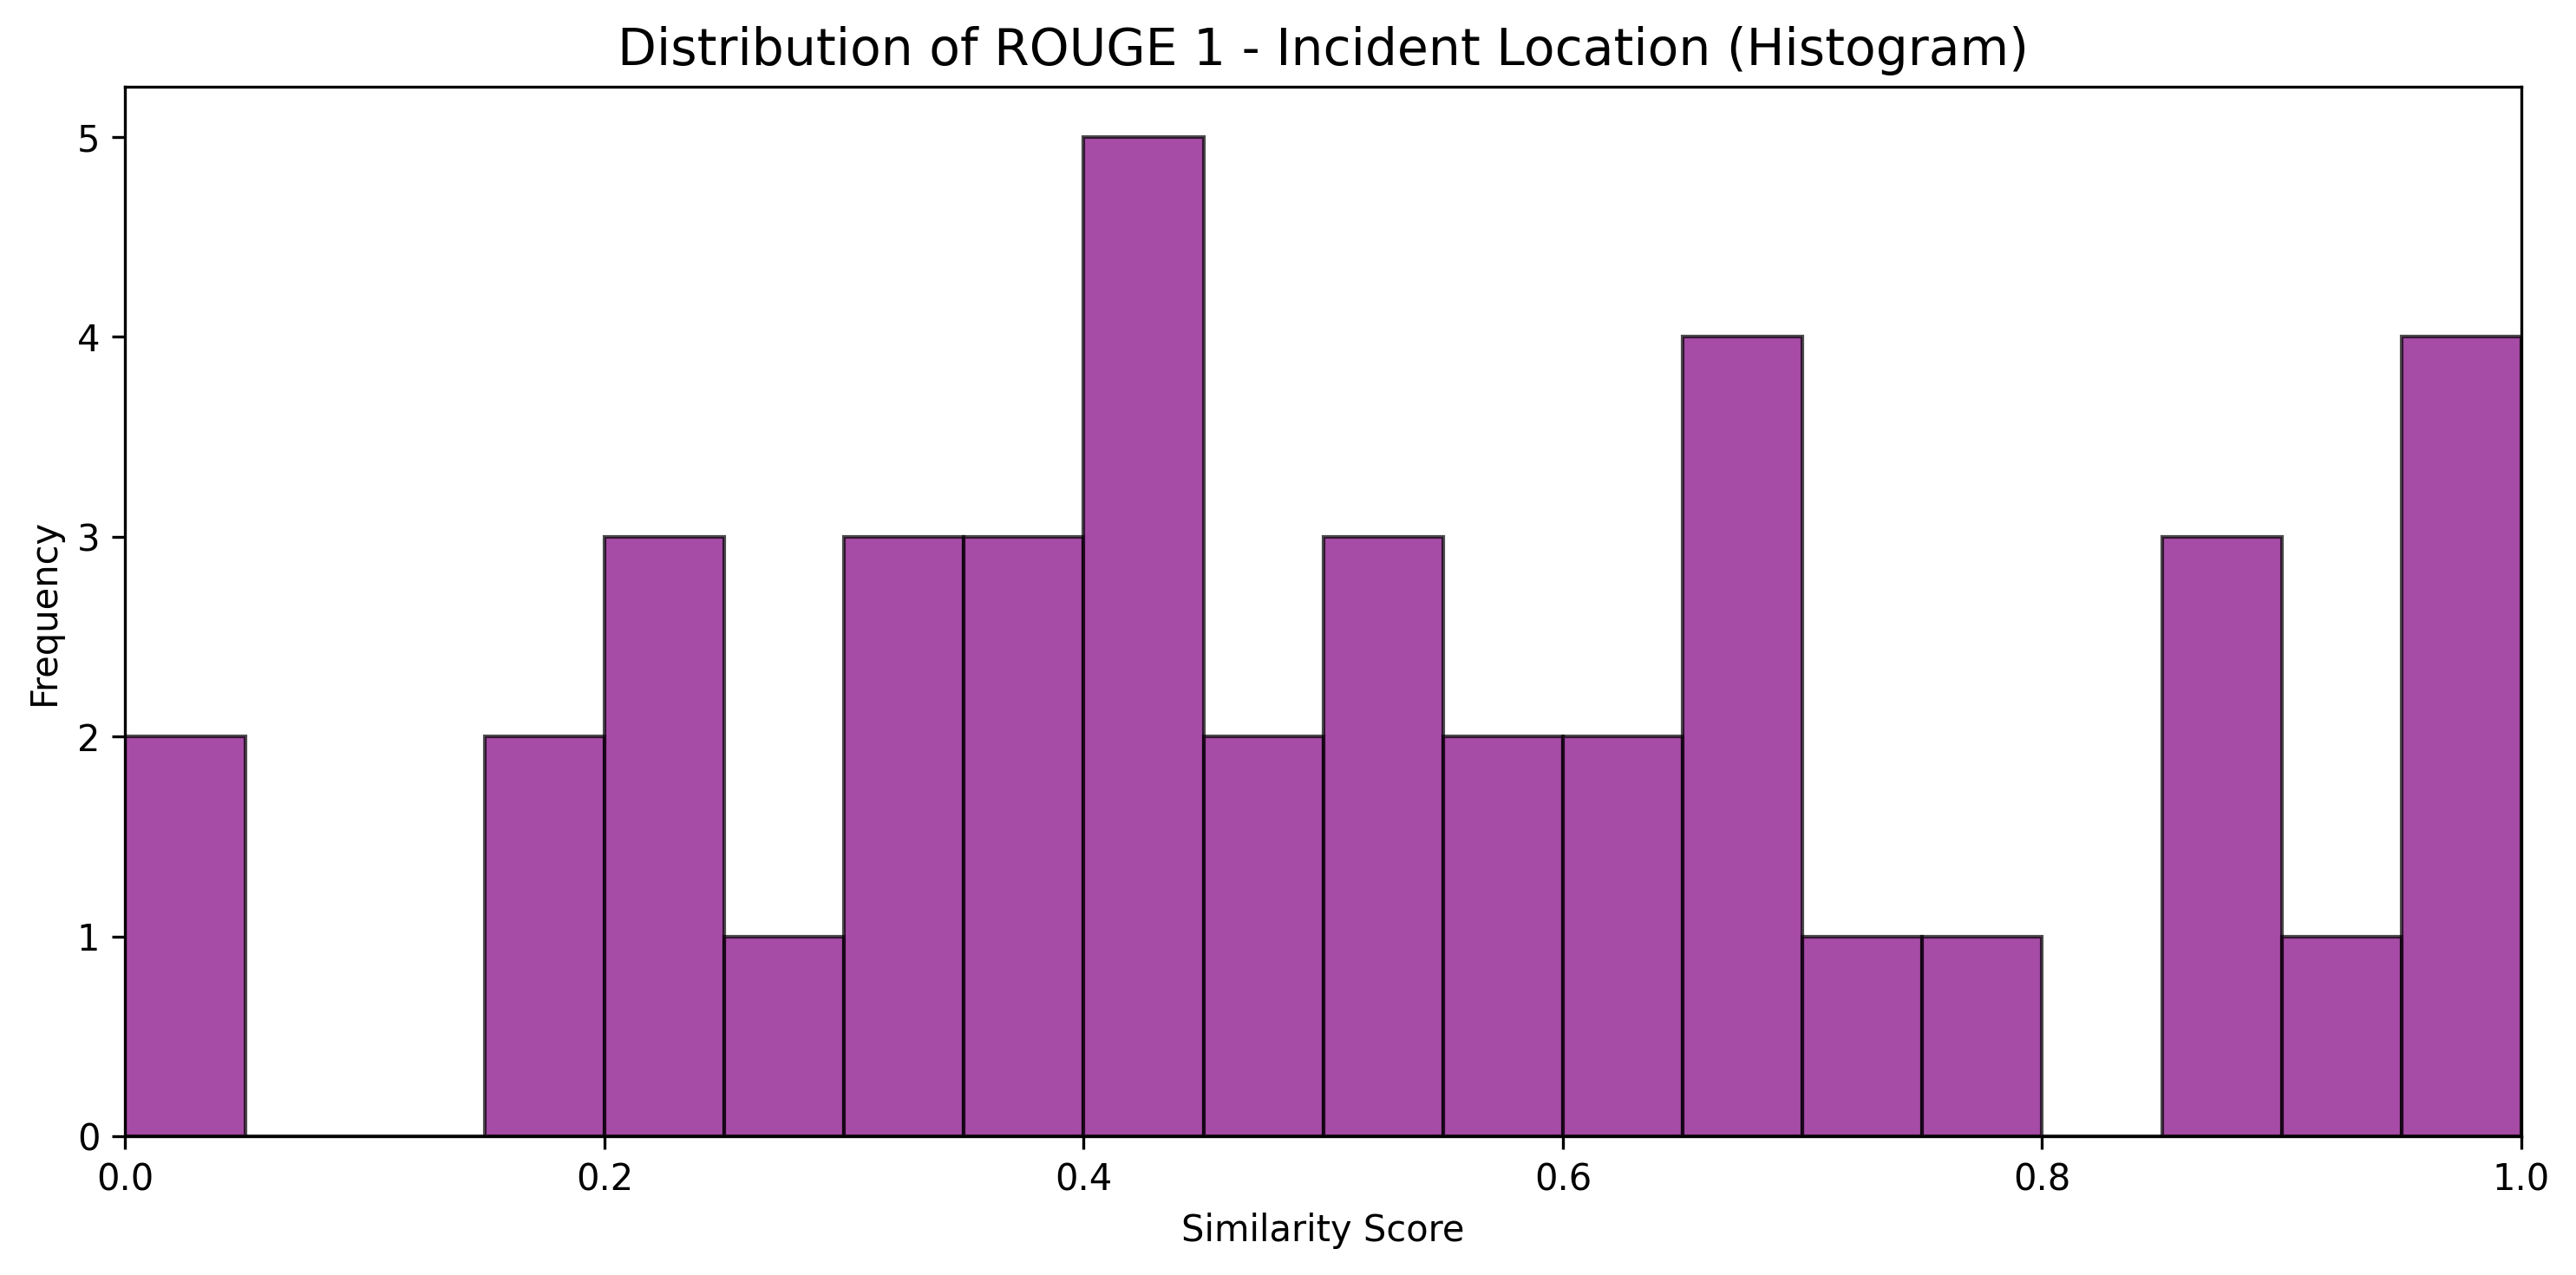 Distribution of ROUGE 1 - Incident Location (Histogram)
Frequency
5
4
3
2
1
0
0.0 0.2 0.4 0.6 0.8 1.0
Similarity Score